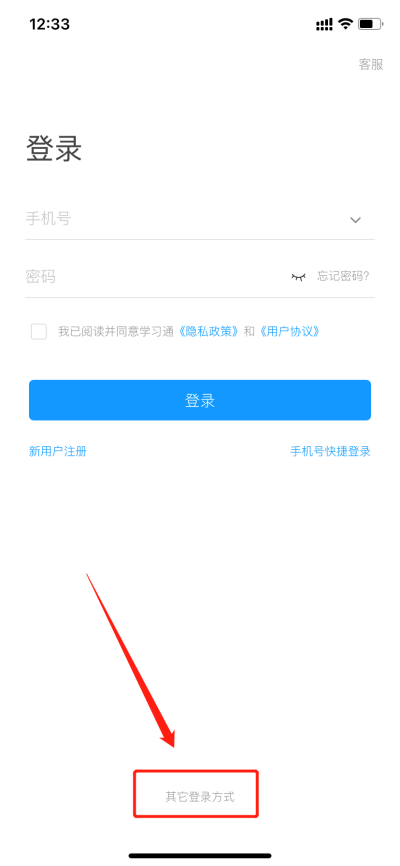 12:33
客服
登录
手机号
密码 忘记密码?
我已阅读并同意学习通《隐私政策》和《用户协议》
登录
新用户注册 手机号快捷登录
其它登录方式